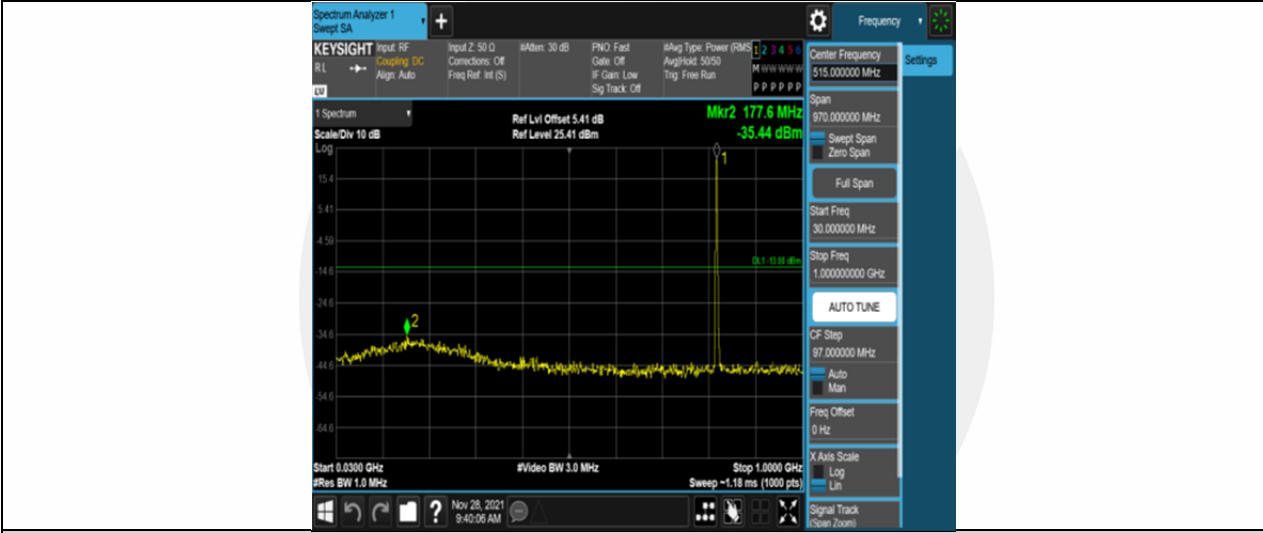 Spectrum Analyzer 1
Swept SA
+
Frequency
KEYSIGHT
RL
LV
Input: RF
Coupling: DC
Align: Auto
Input Z: 50 Ω
Corrections: Off
Freq Ref: Int (S)
#Atten: 30 dB
PNO: Fast
Gate: Off
IF Gain: Low
Sig Track: Off
#Avg Type: Power (RMS
Avg|Hold: 50/50
Trig: Free Run
1 2 3 4 5 6
M W W W W W
P P P P P P
1 Spectrum
Scale/Div 10 dB
Ref Lvl Offset 5.41 dB
Ref Level 25.41 dBm
Mkr2 177.6 MHz
-35.44 dBm
Log
15.4
5.41
-4.59
-14.6
-24.6
-34.6
-44.6
-54.6
-64.6
1
2
DL1 -13.00 dBm
Start 0.0300 GHz
#Res BW 1.0 MHz
#Video BW 3.0 MHz
Stop 1.0000 GHz
Sweep ~1.18 ms (1000 pts)
?
Nov 28, 2021
9:40:06 AM
Center Frequency
515.000000 MHz
Span
970.000000 MHz
Swept Span
Zero Span
Full Span
Start Freq
30.000000 MHz
Stop Freq
1.000000000 GHz
AUTO TUNE
CF Step
97.000000 MHz
Auto
Man
Freq Offset
0 Hz
X Axis Scale
Log
Lin
Signal Track
(Span Zoom)
Settings